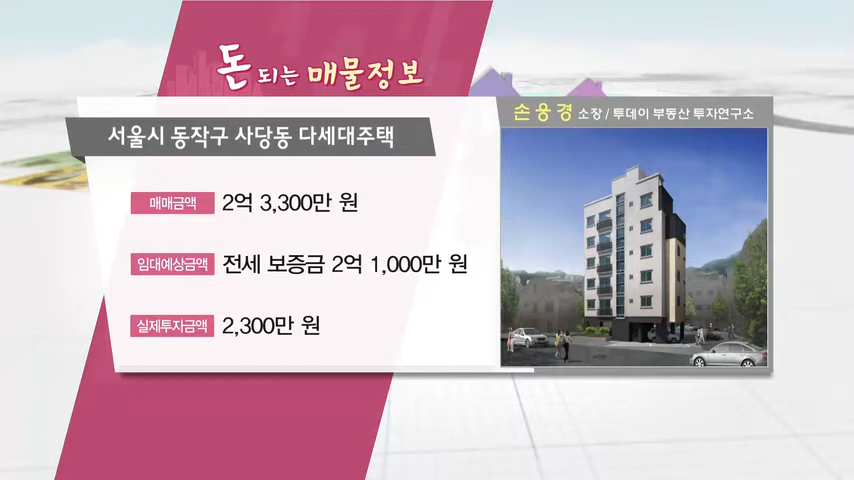 돈 되는 매물정보
손용경 소장 / 투데이 부동산 투자연구소
서울시 동작구 사당동 다세대주택
매매금액 2억 3,300만 원
임대예상금액 전세 보증금 2억 1,000만 원
실제투자금액 2,300만 원